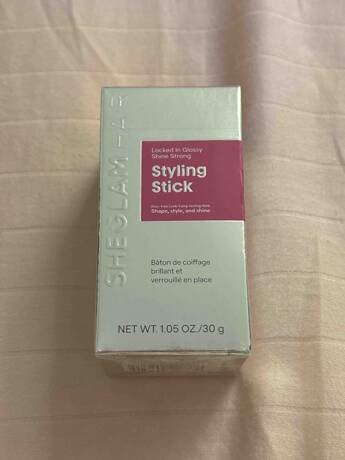 SHEGLAM HAIR
Locked In Glossy
Shine Strong
Styling
Stick
Shape, style, and shine
Bâton de coiffage
brillant et
verrouillé en place
NET WT. 1.05 OZ./30 g